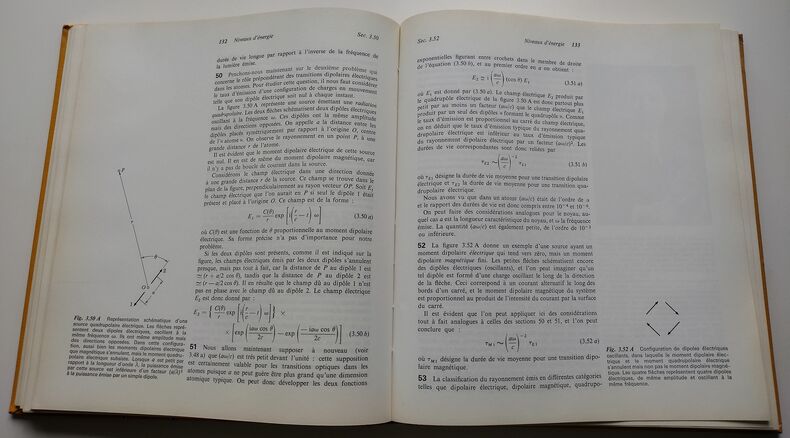 132 Niveaux d'énergie Sec. 3.50
durée de vie longue par rapport à l'inverse de la fréquence de
la lumière émise.
50 Penchons-nous maintenant sur le deuxième problème qui
concerne le rôle prépondérant des transitions dipolaires électriques
dans les atomes. Pour étudier cette question, il nous faut considérer
le taux d'émission d'une configuration de charges en mouvement
telle que son dipôle électrique soit nul à chaque instant.
La figure 3.50 A représente une source émettant une radiation
quadrupolaire. Les deux flèches schématisent deux dipôles électriques
oscillant à la fréquence ω. Ces dipôles ont la même amplitude
mais des directions opposées. On appelle a la distance entre les
dipôles placés symétriquement par rapport à l'origine O, centre
de l'« atome ». On observe le rayonnement en un point P, à une
grande distance r de l'atome.
Il est évident que le moment dipolaire électrique de cette source
est nul. Il en est de même du moment dipolaire magnétique, car
il n'y a pas de boucle de courant dans la source.
Considérons le champ électrique dans une direction donnée
à une grande distance r de la source. Ce champ se trouve dans le
plan de la figure, perpendiculairement au rayon vecteur OP. Soit E₁
le champ électrique que l'on aurait en P si seul le dipôle 1 était
présent et placé à l'origine O. Ce champ est de la forme :
E₁ = C(θ)/r exp [i(r/c − t) ω] (3.50 a)
où C(θ) est une fonction de θ proportionnelle au moment dipolaire
électrique. Sa forme précise n'a pas d'importance pour notre
problème.
Si les deux dipôles sont présents, comme il est indiqué sur la
figure, les champs électriques émis par les deux dipôles s'annulent
presque, mais pas tout à fait, car la distance de P au dipôle 1 est
≃ (r + a/2 cos θ), tandis que la distance de P au dipôle 2 est
≃ (r − a/2 cos θ). Il en résulte que le champ dû au dipôle 1 n'est
pas en phase avec le champ dû au dipôle 2. Le champ électrique
E₂ est donc donné par :
E₂ = { C(θ)/r exp [i(r/c − t) ω] } ×
× [exp (iaω cos θ / 2c) − exp (−iaω cos θ / 2c)] (3.50 b)
51 Nous allons maintenant supposer à nouveau (voir
3.48 a) que (aω/c) est très petit devant l'unité : cette supposition
est certainement valable pour les transitions optiques dans les
atomes puisque a ne peut guère être plus grand qu'une dimension
atomique typique. On peut donc développer les deux fonctions
P
r
θ
O
a
1
2
Fig. 3.50 A Représentation schématique d'une
source quadrupolaire électrique. Les flèches repré-
sentent deux dipôles électriques, oscillant à la
même fréquence ω. Ils ont même amplitude mais
des directions opposées. Dans cette configura-
tion, aussi bien les moments dipolaires électrique
que magnétique s'annulent, mais le moment quadru-
polaire électrique subsiste. Lorsque a est petit par
rapport à la longueur d'onde λ, la puissance émise
par cette source est inférieure d'un facteur (a/λ)²
à la puissance émise par un simple dipôle.
Sec. 3.52 Niveaux d'énergie 133
exponentielles figurant entre crochets dans le membre de droite
de l'équation (3.50 b), et au premier ordre en a on obtient :
E₂ ≃ i (aω/c) (cos θ) E₁ (3.51 a)
où E₁ est donné par (3.50 a). Le champ électrique E₂ produit par
le quadrupôle électrique de la figure 3.50 A est donc partout plus
petit par au moins un facteur (aω/c) que le champ électrique E₁
produit par un seul des dipôles « formant le quadrupôle ». Comme
le taux d'émission est proportionnel au carré du champ électrique,
on en déduit que le taux d'émission typique du rayonnement qua-
drupolaire électrique est inférieur au taux d'émission typique
du rayonnement dipolaire électrique par un facteur (aω/c)². Les
durées de vie correspondantes sont donc reliées par
τE2 ∼ (aω/c)⁻² τE1 (3.51 b)
où τE1 désigne la durée de vie moyenne pour une transition dipolaire
électrique et τE2 la durée de vie moyenne pour une transition qua-
drupolaire électrique.
Nous avons vu que dans un atome (aω/c) était de l'ordre de α
et le rapport des durées de vie est donc compris entre 10⁻⁴ et 10⁻⁶.
On peut faire des considérations analogues pour le noyau, au-
quel cas a est la longueur caractéristique du noyau, et ω la fréquence
émise. La quantité (aω/c) est également petite, de l'ordre de 10⁻²
ou inférieure.
52 La figure 3.52 A donne un exemple d'une source ayant un
moment dipolaire électrique qui tend vers zéro, mais un moment
dipolaire magnétique fini. Les petites flèches schématisent encore
des dipôles électriques (oscillants), et l'on peut imaginer qu'un
tel dipôle est formé d'une charge oscillant le long de la direction
de la flèche. Ceci correspond à un courant alternatif le long des
bords d'un carré, et le moment dipolaire magnétique du système
est proportionnel au produit de l'intensité du courant par la surface
du carré.
Il est évident que l'on peut appliquer ici des considérations
tout à fait analogues à celles des sections 50 et 51, et l'on peut
conclure que :
τM1 ∼ (aω/c)⁻² τE1 (3.52 a)
où τM1 désigne la durée de vie moyenne pour une transition dipo-
laire magnétique.
53 La classification du rayonnement émis en différentes catégories
telles que dipolaire électrique, dipolaire magnétique, quadrupo-
Fig. 3.52 A Configuration de dipôles électriques
oscillants, dans laquelle le moment dipolaire élec-
trique et le moment quadrupolaire électrique
s'annulent mais non pas le moment dipolaire magné-
tique. Les quatre flèches représentent quatre dipôles
électriques, de même amplitude et oscillant à la
même fréquence.